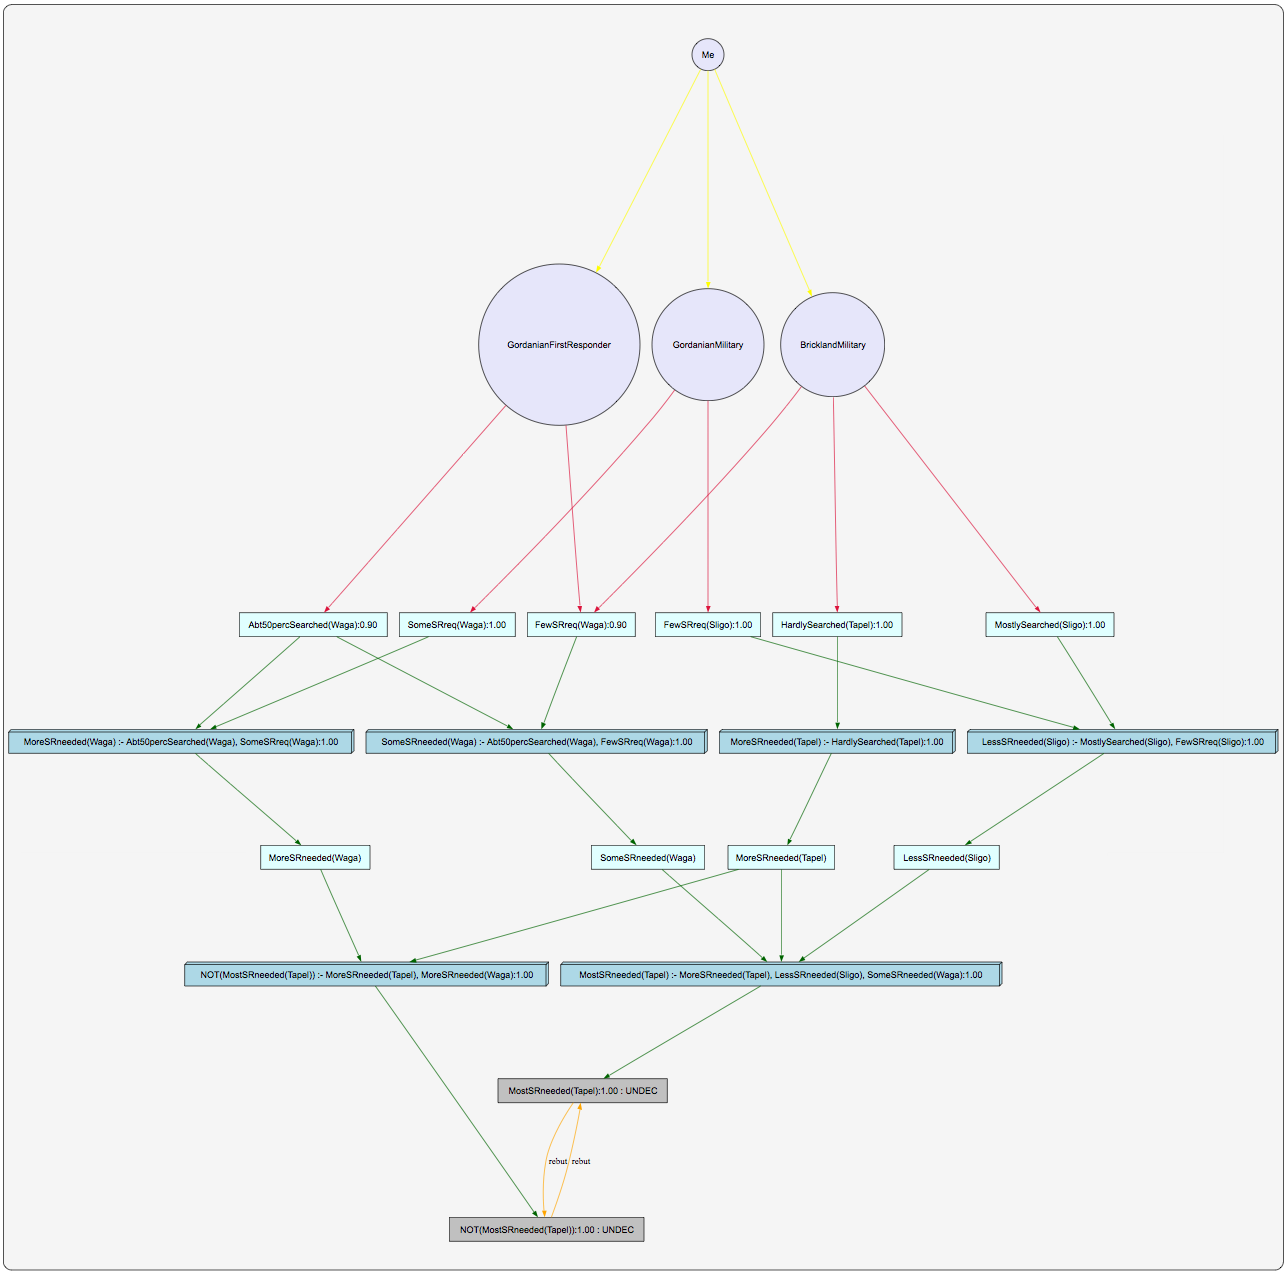 Me
GordanianFirstResponder
GordanianMilitary
BricklandMilitary
Abt50percSearched(Waga):0.90
SomeSRreq(Waga):1.00
FewSRreq(Waga):0.90
FewSRreq(Sligo):1.00
HardlySearched(Tapel):1.00
MostlySearched(Sligo):1.00
MoreSRneeded(Waga) :- Abt50percSearched(Waga), SomeSRreq(Waga):1.00
SomeSRneeded(Waga) :- Abt50percSearched(Waga), FewSRreq(Waga):1.00
MoreSRneeded(Tapel) :- HardlySearched(Tapel):1.00
LessSRneeded(Sligo) :- MostlySearched(Sligo), FewSRreq(Sligo):1.00
MoreSRneeded(Waga)
SomeSRneeded(Waga)
MoreSRneeded(Tapel)
LessSRneeded(Sligo)
NOT(MostSRneeded(Tapel)) :- MoreSRneeded(Tapel), MoreSRneeded(Waga):1.00
MostSRneeded(Tapel) :- MoreSRneeded(Tapel), LessSRneeded(Sligo), SomeSRneeded(Waga):1.00
MostSRneeded(Tapel):1.00 : UNDEC
rebut
rebut
NOT(MostSRneeded(Tapel)):1.00 : UNDEC